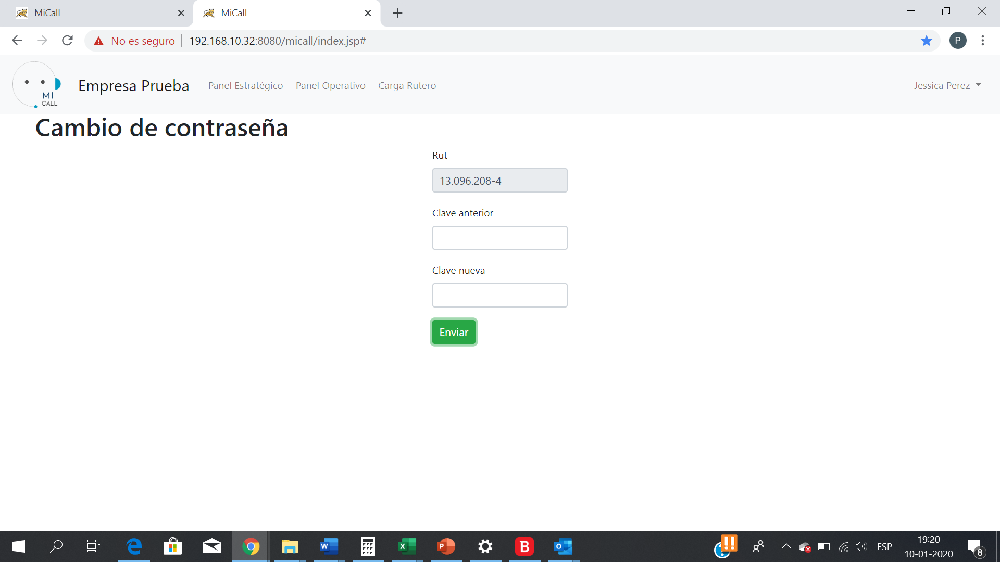 MiCall
MiCall
No es seguro
192.168.10.32:8080/micall/index.jsp#
P
MI
CALL
Empresa Prueba
Panel Estratégico
Panel Operativo
Carga Rutero
Jessica Perez
Cambio de contraseña
Rut
13.096.208-4
Clave anterior
Clave nueva
Enviar
ESP
19:20
10-01-2020
8